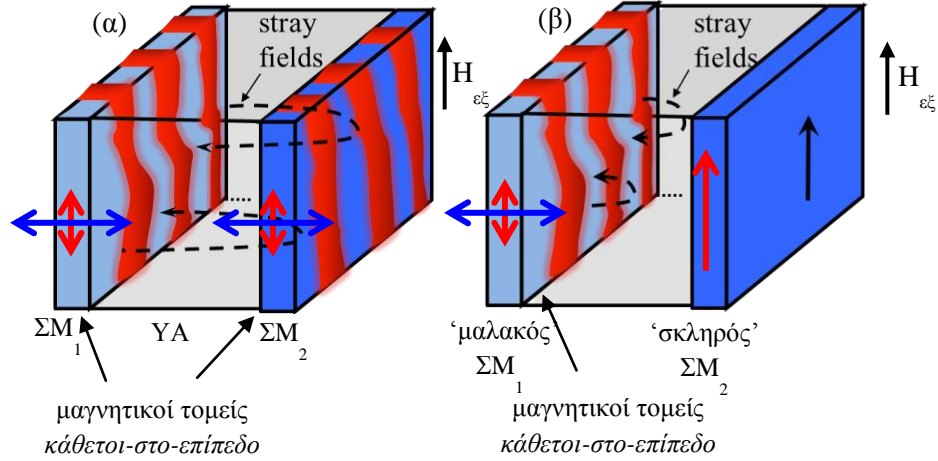 (α)
stray
fields
H
εξ
ΣΜ
1
ΥΑ
ΣΜ
2
μαγνητικοί τομείς
κάθετοι-στο-επίπεδο
(β)
stray
fields
H
εξ
‘μαλακός’
ΣΜ
1
‘σκληρός’
ΣΜ
2
μαγνητικοί τομείς
κάθετοι-στο-επίπεδο